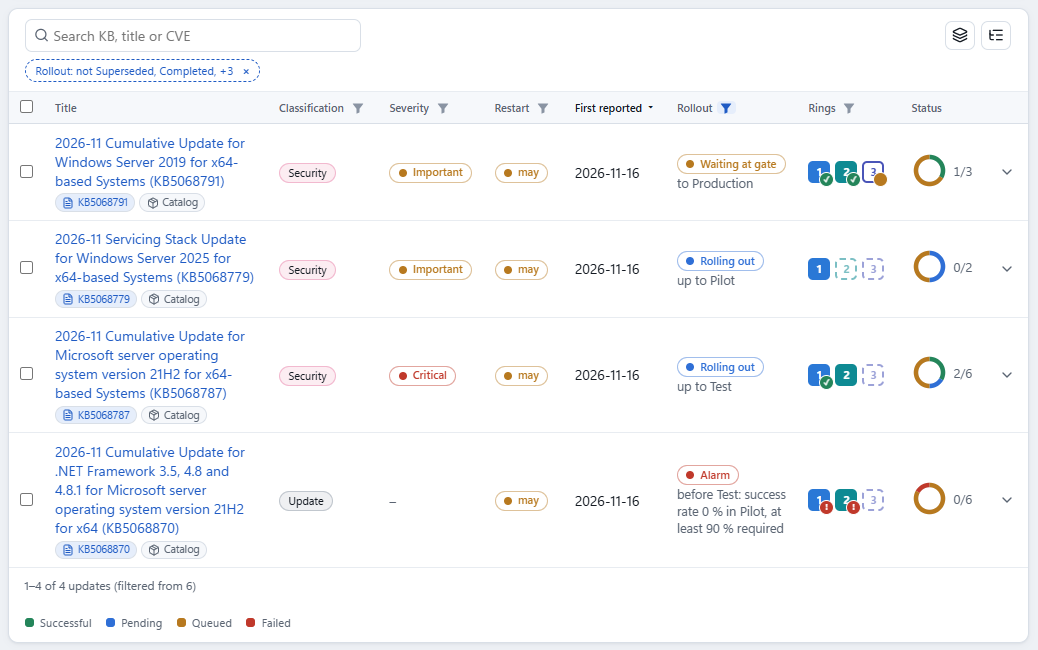 Search KB, title or CVE
Rollout: not Superseded, Completed, +3 ×
Title Classification Severity Restart First reported Rollout Rings Status
2026-11 Cumulative Update for
Windows Server 2019 for x64-
based Systems (KB5068791)
KB5068791 Catalog
Security
Important
may
2026-11-16
Waiting at gate
to Production
1 2 3
1/3
2026-11 Servicing Stack Update
for Windows Server 2025 for
x64-based Systems (KB5068779)
KB5068779 Catalog
Security
Important
may
2026-11-16
Rolling out
up to Pilot
1 2 3
0/2
2026-11 Cumulative Update for
Microsoft server operating
system version 21H2 for x64-
based Systems (KB5068787)
KB5068787 Catalog
Security
Critical
may
2026-11-16
Rolling out
up to Test
1 2 3
2/6
2026-11 Cumulative Update for
.NET Framework 3.5, 4.8 and
4.8.1 for Microsoft server
operating system version 21H2
for x64 (KB5068870)
KB5068870 Catalog
Update
–
may
2026-11-16
Alarm
before Test: success
rate 0 % in Pilot, at
least 90 % required
1 2 3
0/6
1–4 of 4 updates (filtered from 6)
Successful Pending Queued Failed